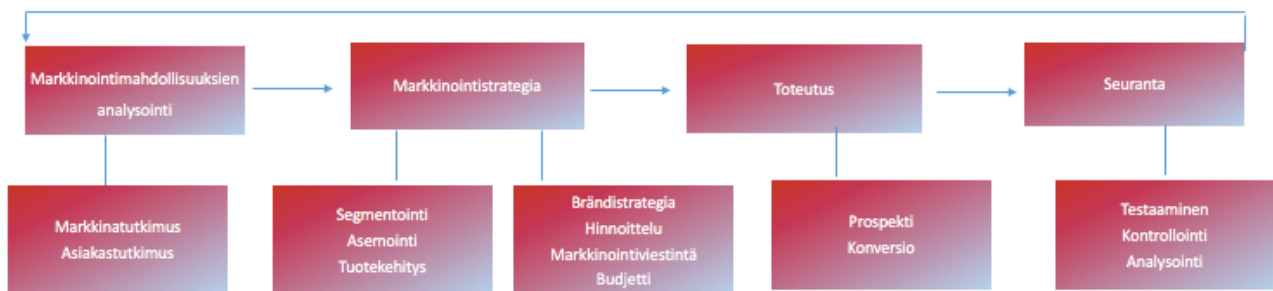 Markkinointimahdollisuuksien
analysointi
Markkinointistrategia
Toteutus
Seuranta
Markkinatutkimus
Asiakastutkimus
Segmentointi
Asemointi
Tuotekehitys
Brändistrategia
Hinnoittelu
Markkinointiviestintä
Budjetti
Prospekti
Konversio
Testaaminen
Kontrollointi
Analysointi